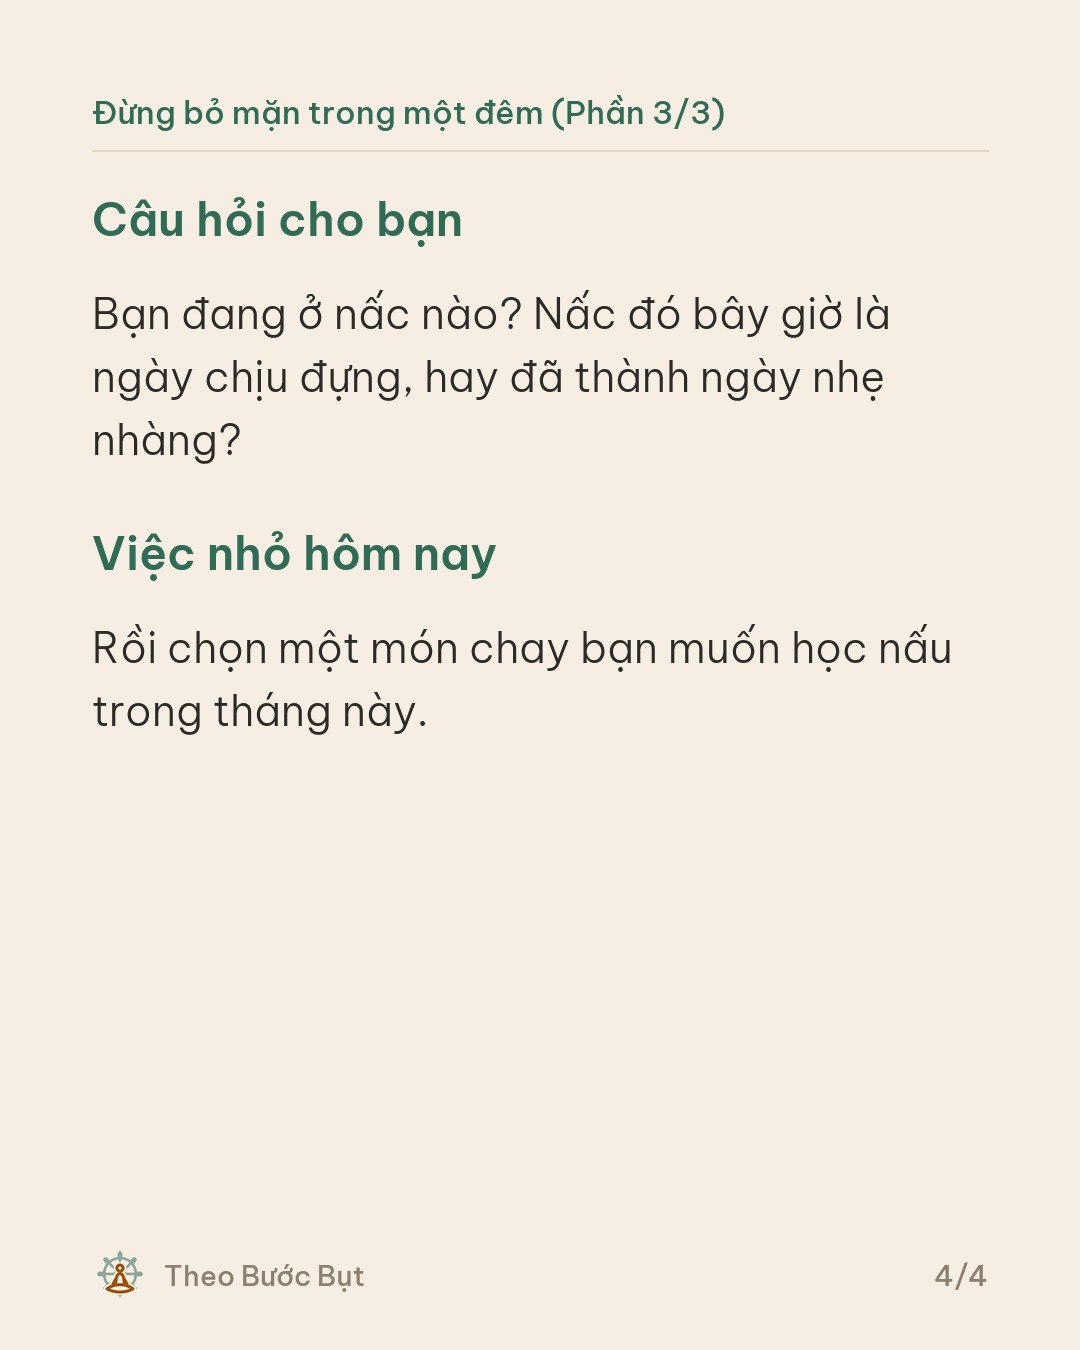 Đừng bỏ mặn trong một đêm (Phần 3/3)
Câu hỏi cho bạn
Bạn đang ở nấc nào? Nấc đó bây giờ là
ngày chịu đựng, hay đã thành ngày nhẹ
nhàng?
Việc nhỏ hôm nay
Rồi chọn một món chay bạn muốn học nấu
trong tháng này.
Theo Bước Bụt
4/4